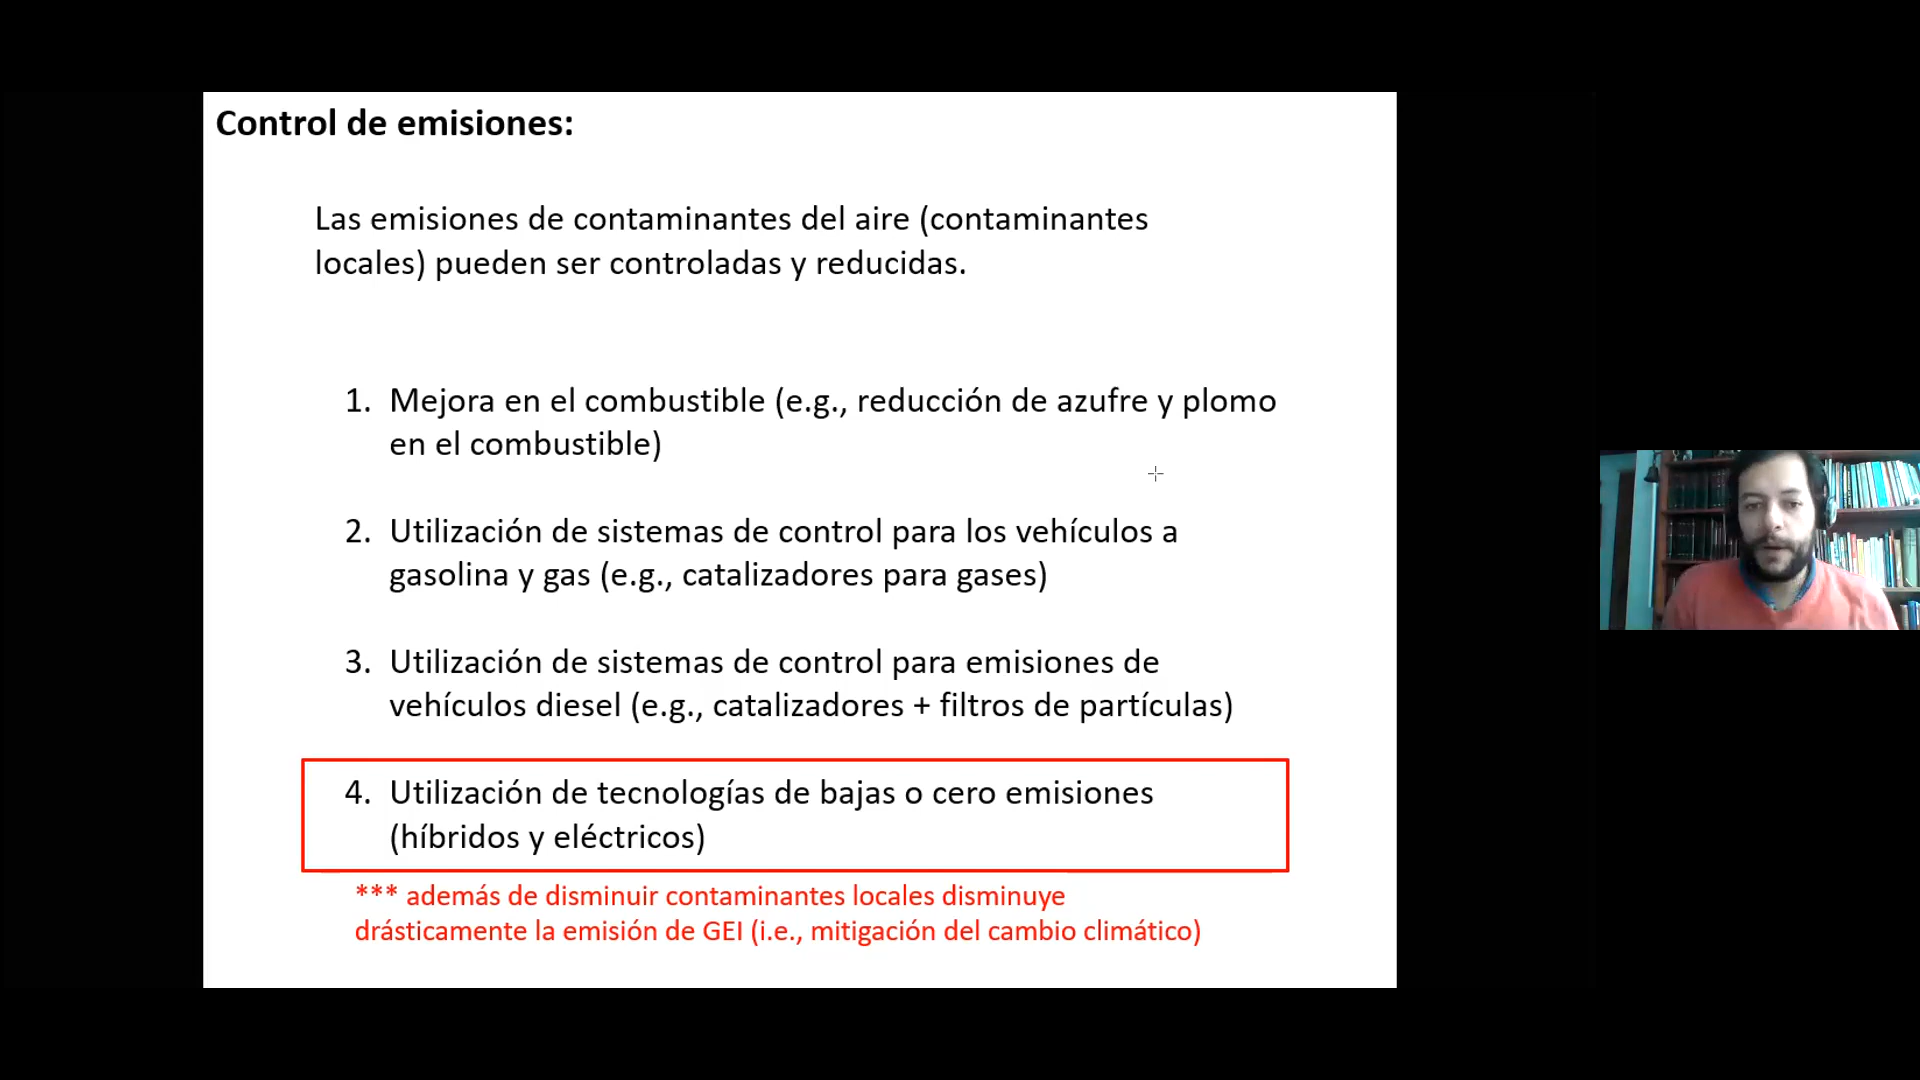 Control de emisiones:
Las emisiones de contaminantes del aire (contaminantes
locales) pueden ser controladas y reducidas.
1. Mejora en el combustible (e.g., reducción de azufre y plomo
en el combustible)
2. Utilización de sistemas de control para los vehículos a
gasolina y gas (e.g., catalizadores para gases)
3. Utilización de sistemas de control para emisiones de
vehículos diesel (e.g., catalizadores + filtros de partículas)
4. Utilización de tecnologías de bajas o cero emisiones
(híbridos y eléctricos)
*** además de disminuir contaminantes locales disminuye
drásticamente la emisión de GEI (i.e., mitigación del cambio climático)